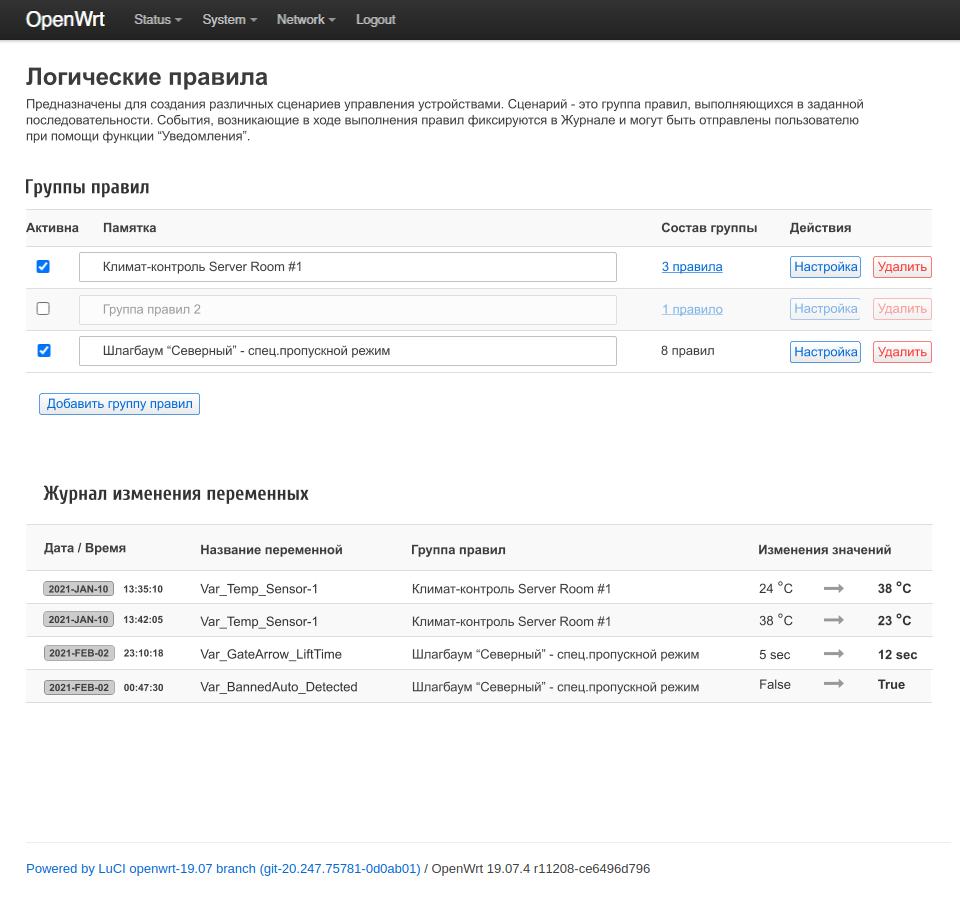 OpenWrt Status System Network Logout
Логические правила
Предназначены для создания различных сценариев управления устройствами. Сценарий - это группа правил, выполняющихся в заданной
последовательности. События, возникающие в ходе выполнения правил фиксируются в Журнале и могут быть отправлены пользователю
при помощи функции “Уведомления”.
Группы правил
Активна Памятка Состав группы Действия
Климат-контроль Server Room #1 3 правила Настройка Удалить
Группа правил 2 1 правило Настройка Удалить
Шлагбаум “Северный” - спец.пропускной режим 8 правил Настройка Удалить
Добавить группу правил
Журнал изменения переменных
Дата / Время Название переменной Группа правил Изменения значений
2021-JAN-10 13:35:10 Var_Temp_Sensor-1 Климат-контроль Server Room #1 24 °C → 38 °C
2021-JAN-10 13:42:05 Var_Temp_Sensor-1 Климат-контроль Server Room #1 38 °C → 23 °C
2021-FEB-02 23:10:18 Var_GateArrow_LiftTime Шлагбаум “Северный” - спец.пропускной режим 5 sec → 12 sec
2021-FEB-02 00:47:30 Var_BannedAuto_Detected Шлагбаум “Северный” - спец.пропускной режим False → True
Powered by LuCI openwrt-19.07 branch (git-20.247.75781-0d0ab01) / OpenWrt 19.07.4 r11208-ce6496d796